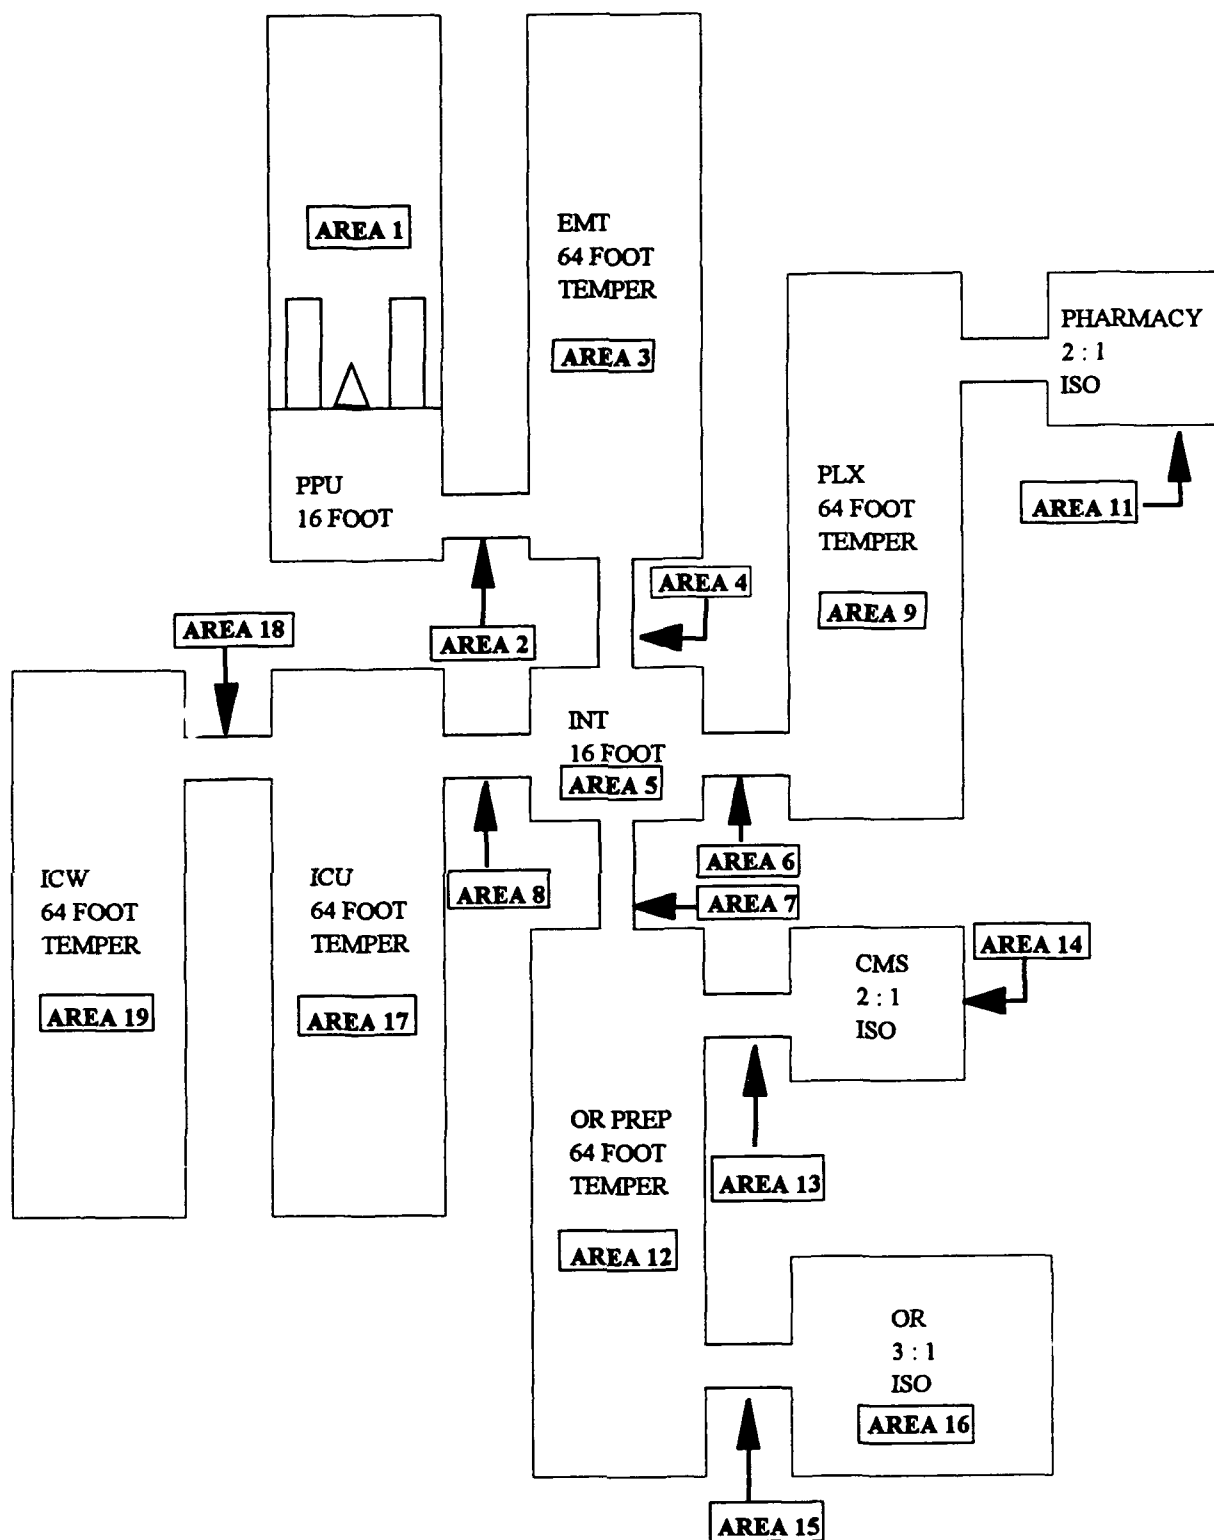 AREA 1
EMT
64 FOOT
TEMPER
AREA 3
PHARMACY
2 : 1
ISO
AREA 11
PPU
16 FOOT
PLX
64 FOOT
TEMPER
AREA 9
AREA 4
AREA 18
AREA 2
INT
16 FOOT
AREA 5
AREA 6
AREA 7
AREA 8
ICW
64 FOOT
TEMPER
AREA 19
ICU
64 FOOT
TEMPER
AREA 17
CMS
2 : 1
ISO
AREA 14
OR PREP
64 FOOT
TEMPER
AREA 12
AREA 13
OR
3 : 1
ISO
AREA 16
AREA 15